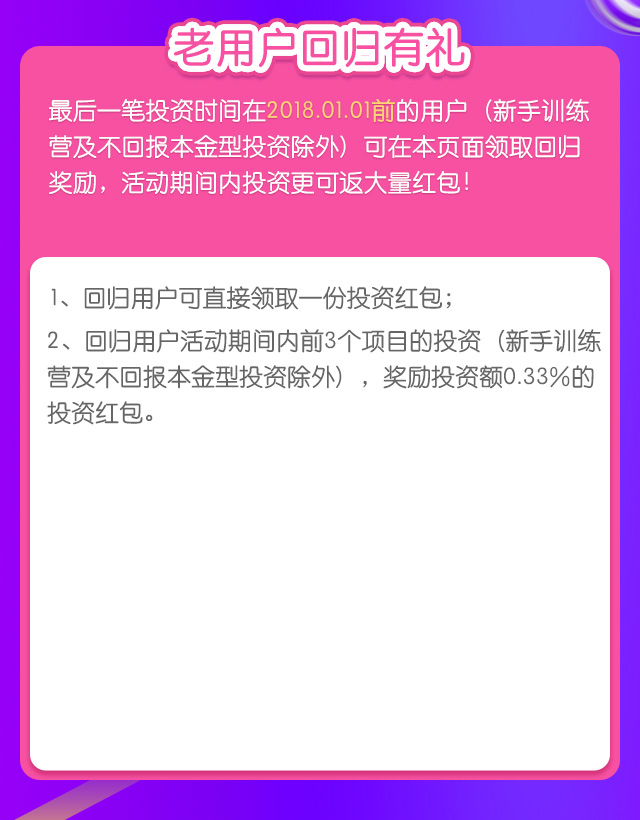 老用户回归有礼
最后一笔投资时间在2018.01.01前的用户（新手训练
营及不回报本金型投资除外）可在本页面领取回归
奖励，活动期间内投资更可返大量红包！
1、回归用户可直接领取一份投资红包；
2、回归用户活动期间内前3个项目的投资（新手训练
营及不回报本金型投资除外），奖励投资额0.33%的
投资红包。